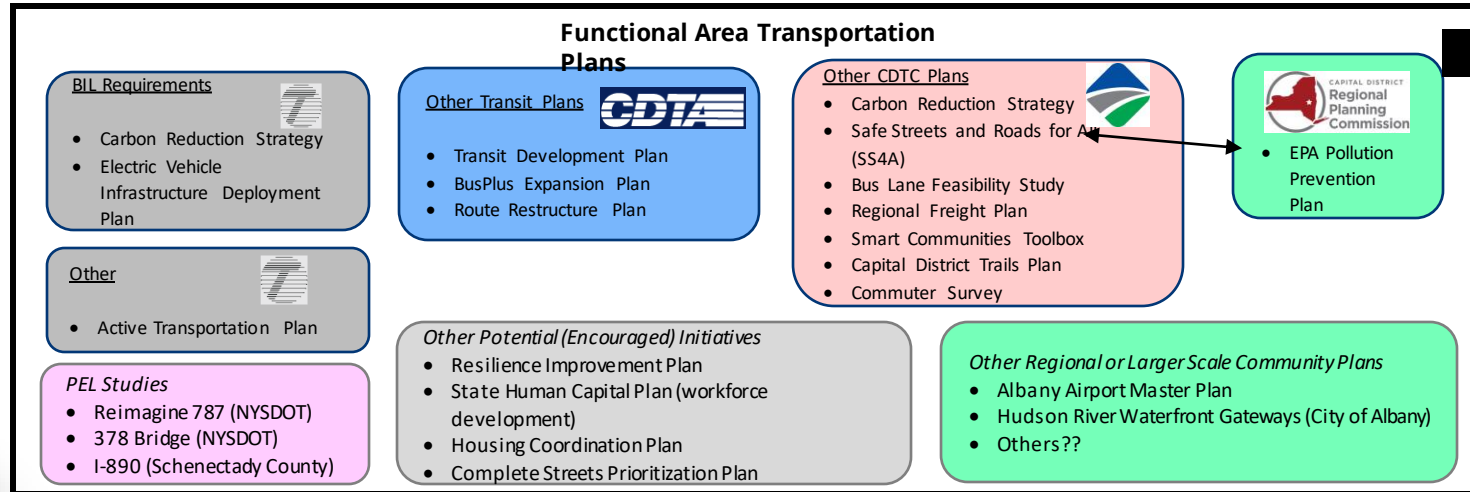 Functional Area Transportation
Plans
BIL Requirements
• Carbon Reduction Strategy
• Electric Vehicle
Infrastructure Deployment
Plan
Other Transit Plans
CDTA
• Transit Development Plan
• BusPlus Expansion Plan
• Route Restructure Plan
Other CDTC Plans
• Carbon Reduction Strategy
• Safe Streets and Roads for All
(SS4A)
• Bus Lane Feasibility Study
• Regional Freight Plan
• Smart Communities Toolbox
• Capital District Trails Plan
• Commuter Survey
CAPITAL DISTRICT
Regional
Planning
Commission
• EPA Pollution
Prevention
Plan
Other
• Active Transportation Plan
PEL Studies
• Reimagine 787 (NYSDOT)
• 378 Bridge (NYSDOT)
• I-890 (Schenectady County)
Other Potential (Encouraged) Initiatives
• Resilience Improvement Plan
• State Human Capital Plan (workforce
development)
• Housing Coordination Plan
• Complete Streets Prioritization Plan
Other Regional or Larger Scale Community Plans
• Albany Airport Master Plan
• Hudson River Waterfront Gateways (City of Albany)
• Others??